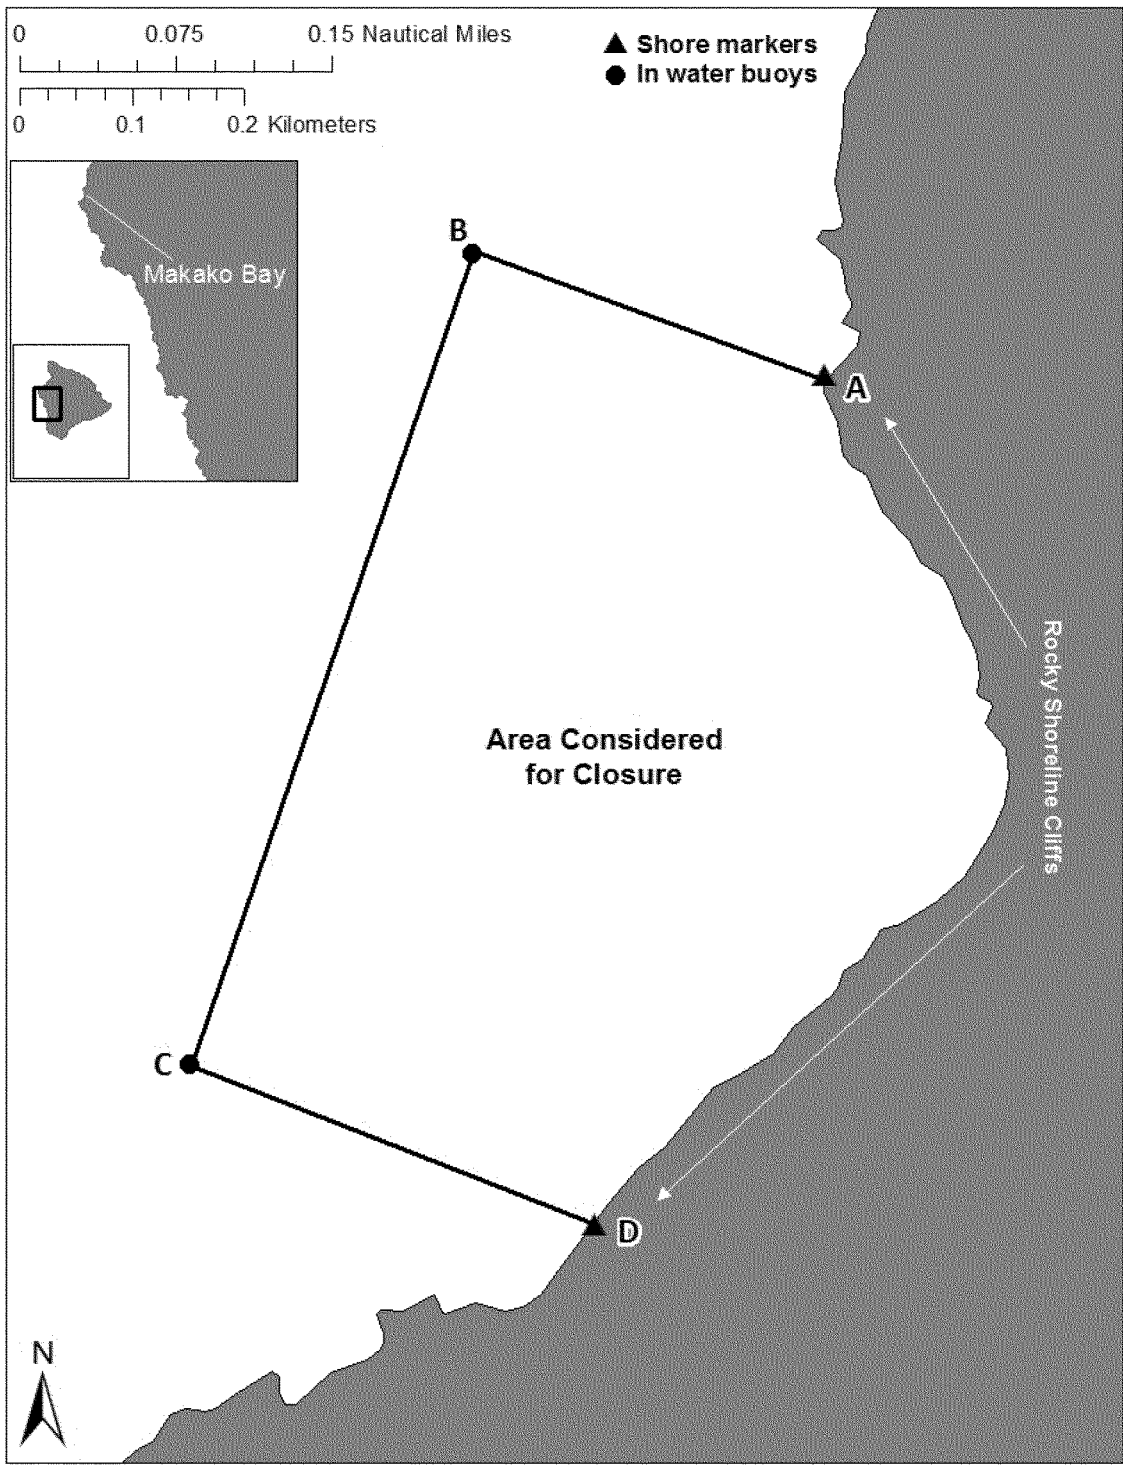 0 0.075 0.15 Nautical Miles
0 0.1 0.2 Kilometers
Shore markers
In water buoys
Makako Bay
B
A
Rocky Shoreline Cliffs
Area Considered
for Closure
C
D
N